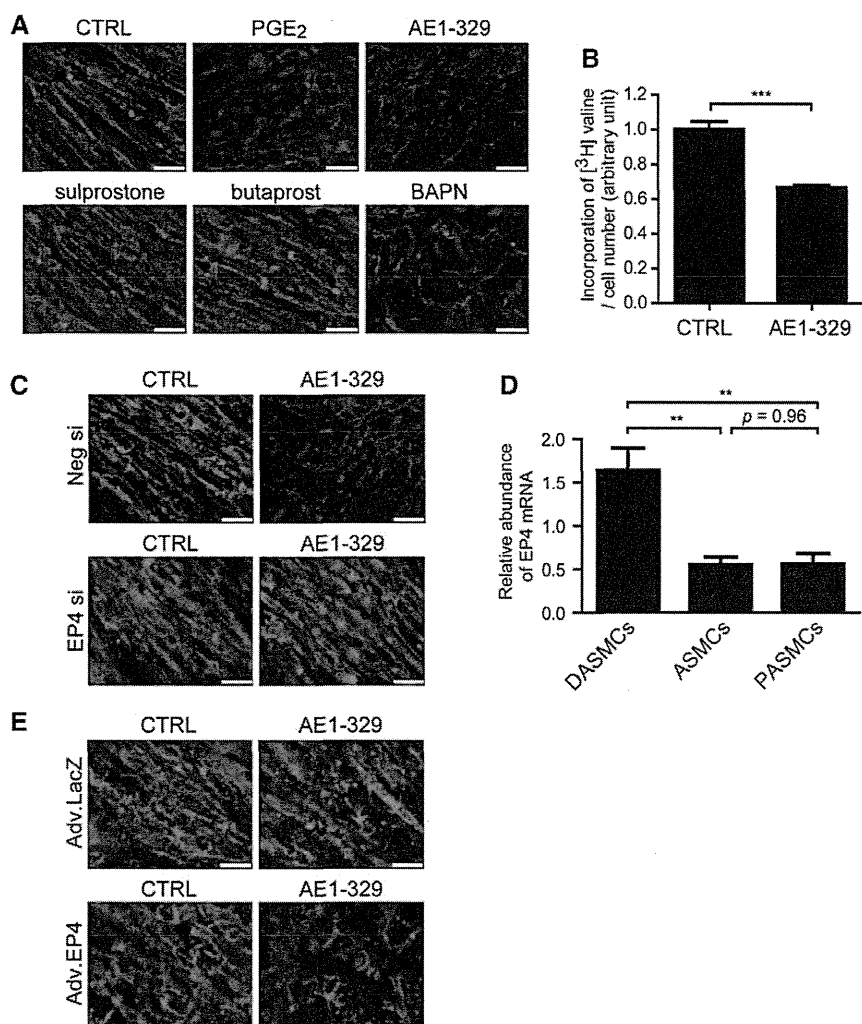 A
CTRL
PGE2
AE1-329
sulprostone
butaprost
BAPN
B
Incorporation of [3H] valine
/ cell number (arbitrary unit)
1.2
1.0
0.8
0.6
0.4
0.2
0.0
***
CTRL
AE1-329
C
CTRL
AE1-329
Neg si
CTRL
AE1-329
EP4 si
D
Relative abundance
of EP4 mRNA
2.0
1.5
1.0
0.5
0.0
**
**
p = 0.96
DASMCs
ASMCs
PASMCs
E
CTRL
AE1-329
Adv.LacZ
CTRL
AE1-329
Adv.EP4